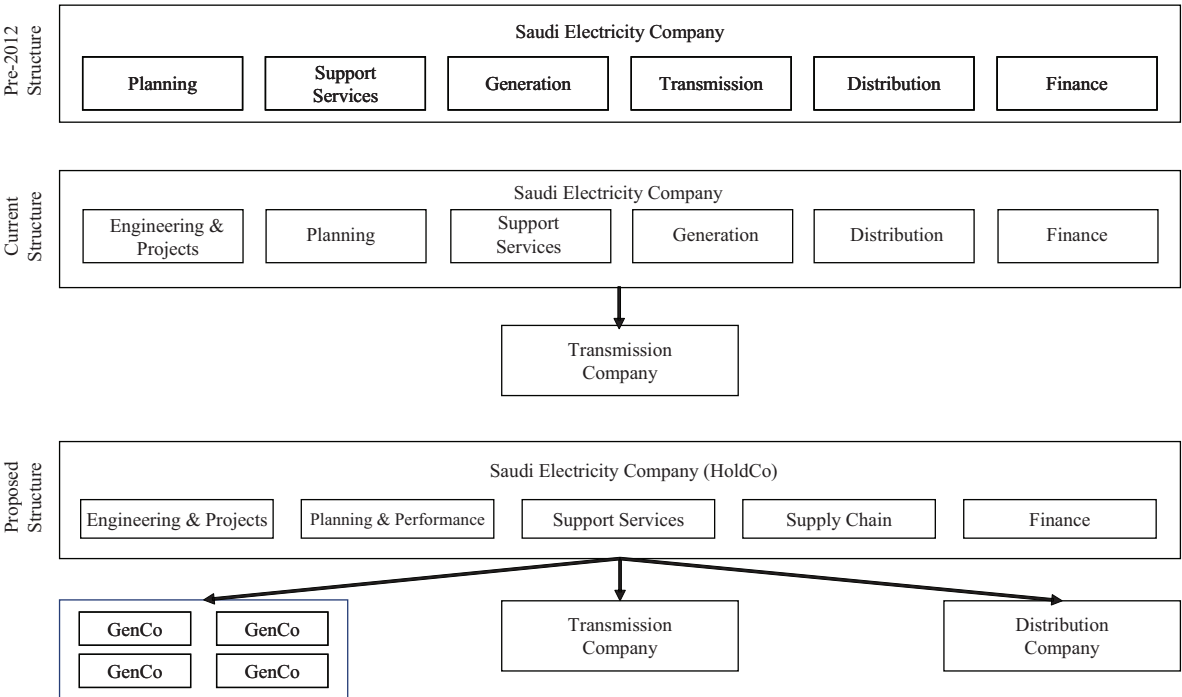 Pre-2012
Structure
Saudi Electricity Company
Planning
Support
Services
Generation
Transmission
Distribution
Finance
Current
Structure
Saudi Electricity Company
Engineering &
Projects
Planning
Support
Services
Generation
Distribution
Finance
Transmission
Company
Proposed
Structure
Saudi Electricity Company (HoldCo)
Engineering & Projects
Planning & Performance
Support Services
Supply Chain
Finance
GenCo
GenCo
GenCo
GenCo
Transmission
Company
Distribution
Company